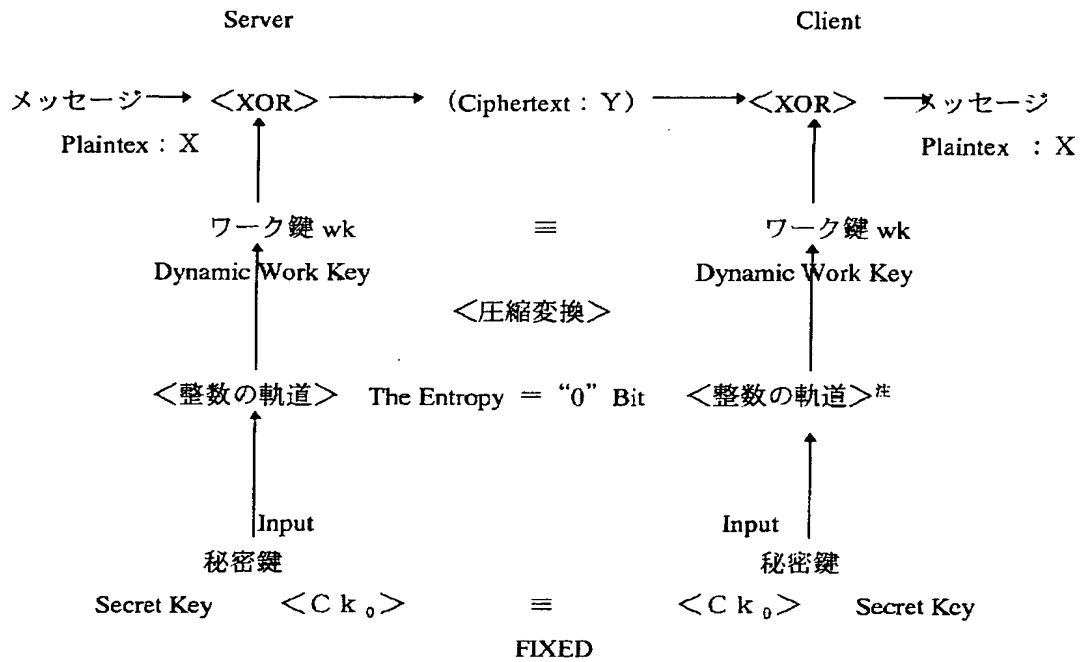 Server Client
メッセージ <XOR> (Ciphertext : Y) <XOR> メッセージ
Plaintex : X Plaintex : X
ワーク鍵 wk ≡ ワーク鍵 wk
Dynamic Work Key Dynamic Work Key
<圧縮変換>
<整数の軌道> The Entropy = “0” Bit <整数の軌道>注
Input Input
秘密鍵 秘密鍵
Secret Key <Ck₀> ≡ <Ck₀> Secret Key
FIXED